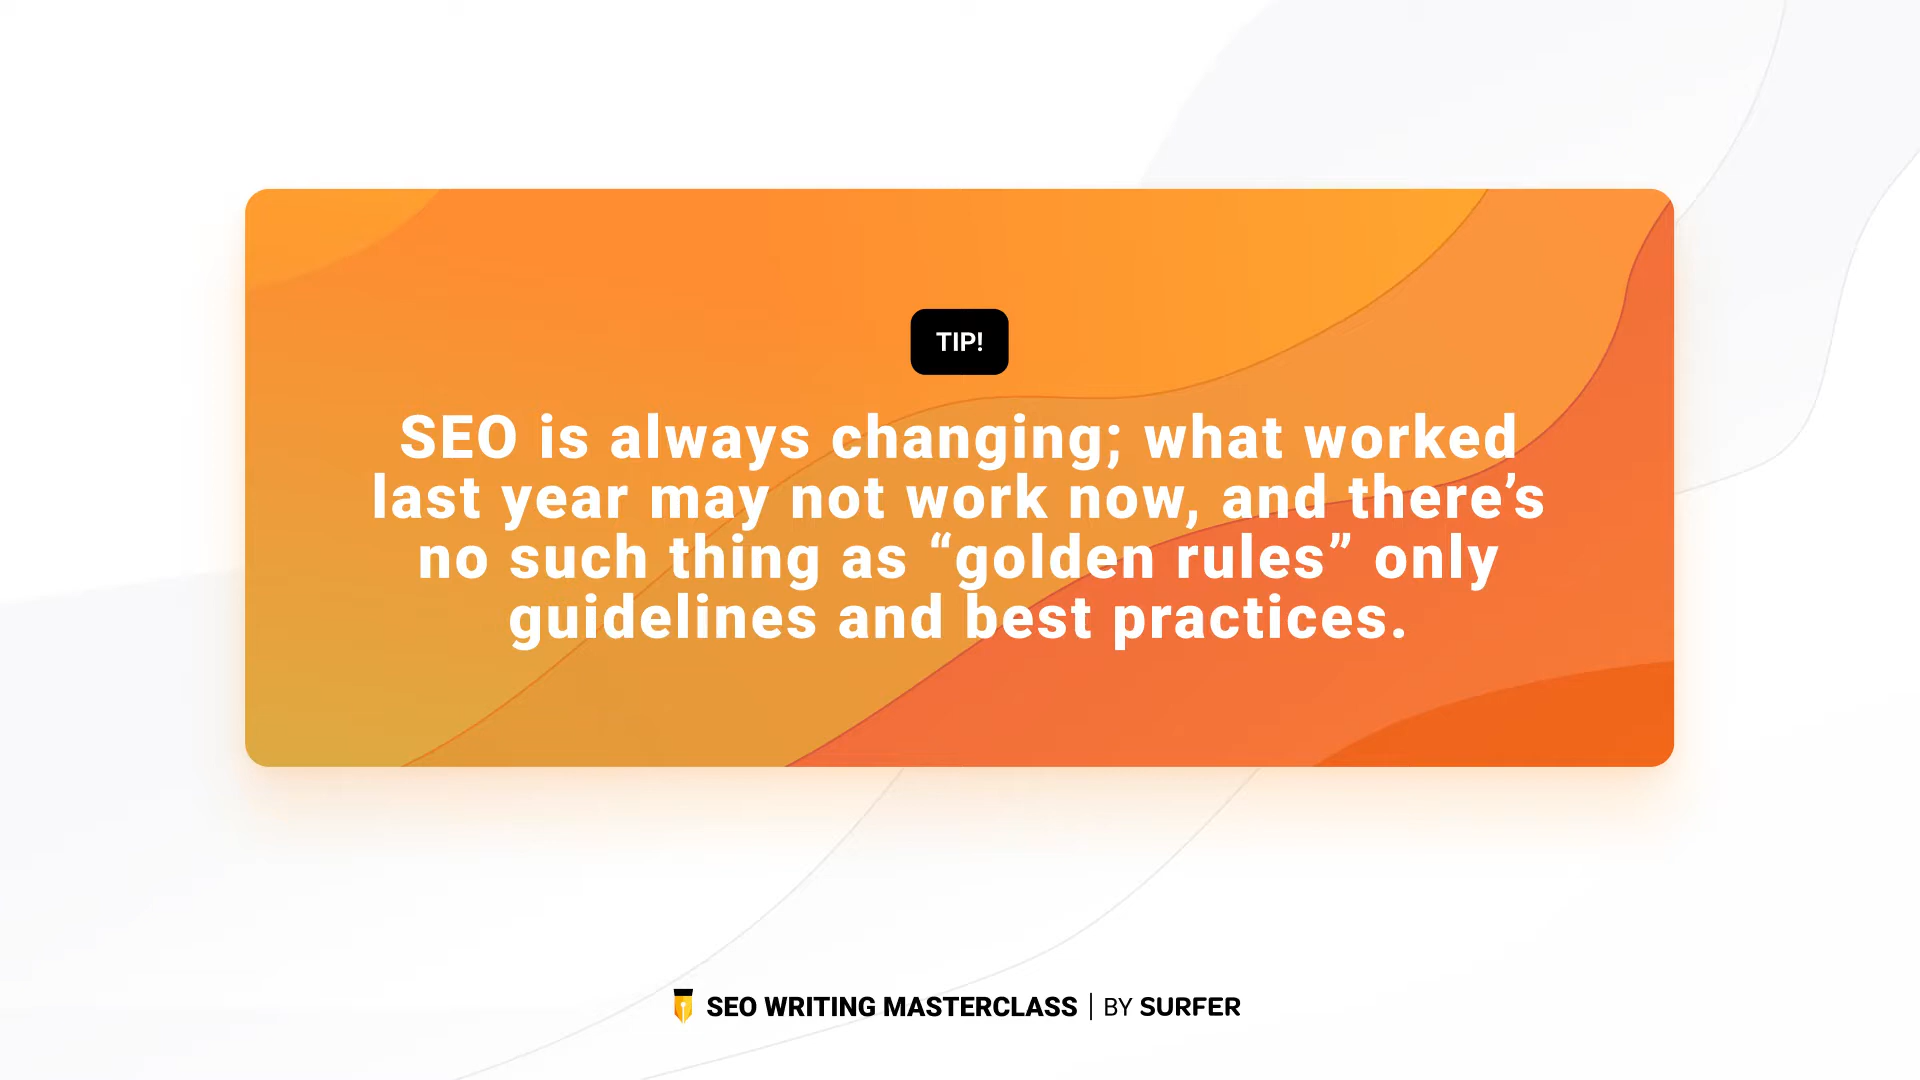 TIP!
SEO is always changing; what worked
last year may not work now, and there’s
no such thing as “golden rules” only
guidelines and best practices.
SEO WRITING MASTERCLASS | BY SURFER